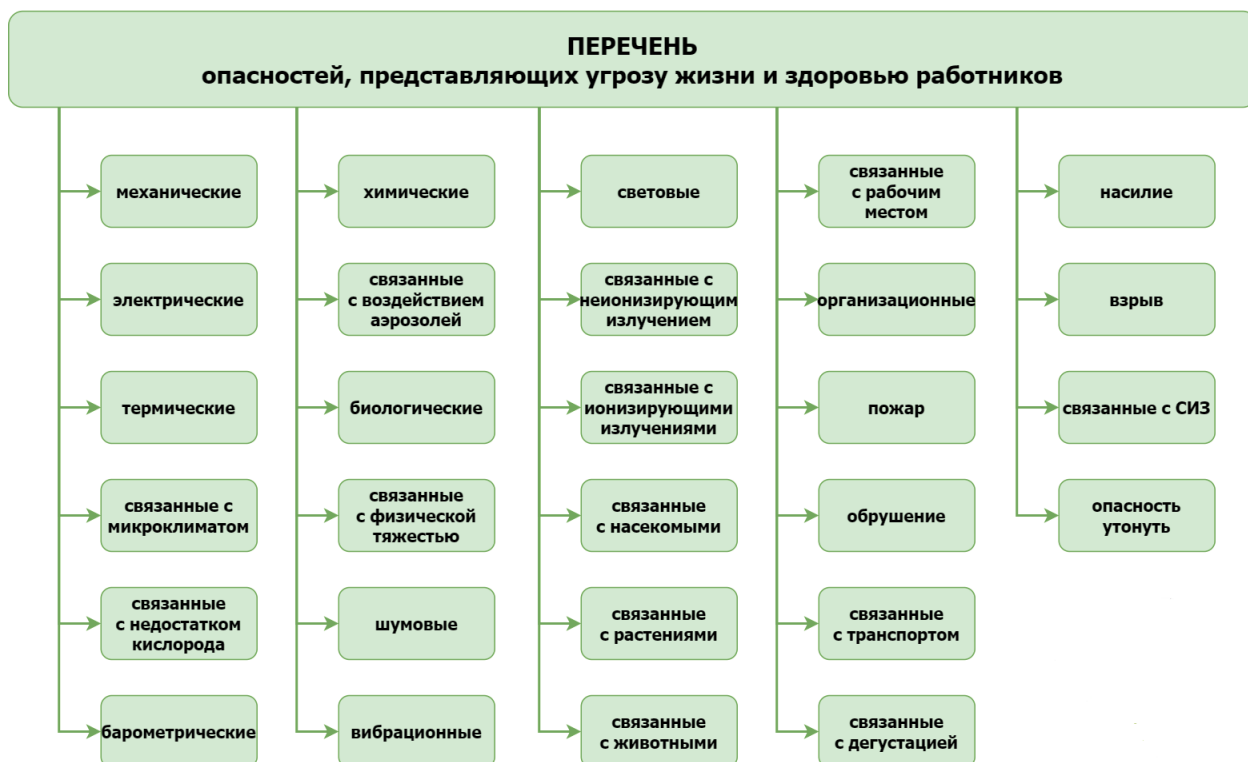 ПЕРЕЧЕНЬ
опасностей, представляющих угрозу жизни и здоровью работников
механические
электрические
термические
связанные с
микроклиматом
связанные
с недостатком
кислорода
барометрические
химические
связанные
с воздействием
аэрозолей
биологические
связанные
с физической
тяжестью
шумовые
вибрационные
световые
связанные с
неионизирующим
излучением
связанные с
ионизирующими
излучениями
связанные
с насекомыми
связанные
с растениями
связанные
с животными
связанные
с рабочим
местом
организационные
пожар
обрушение
связанные
с транспортом
связанные
с дегустацией
насилие
взрыв
связанные с СИЗ
опасность
утонуть